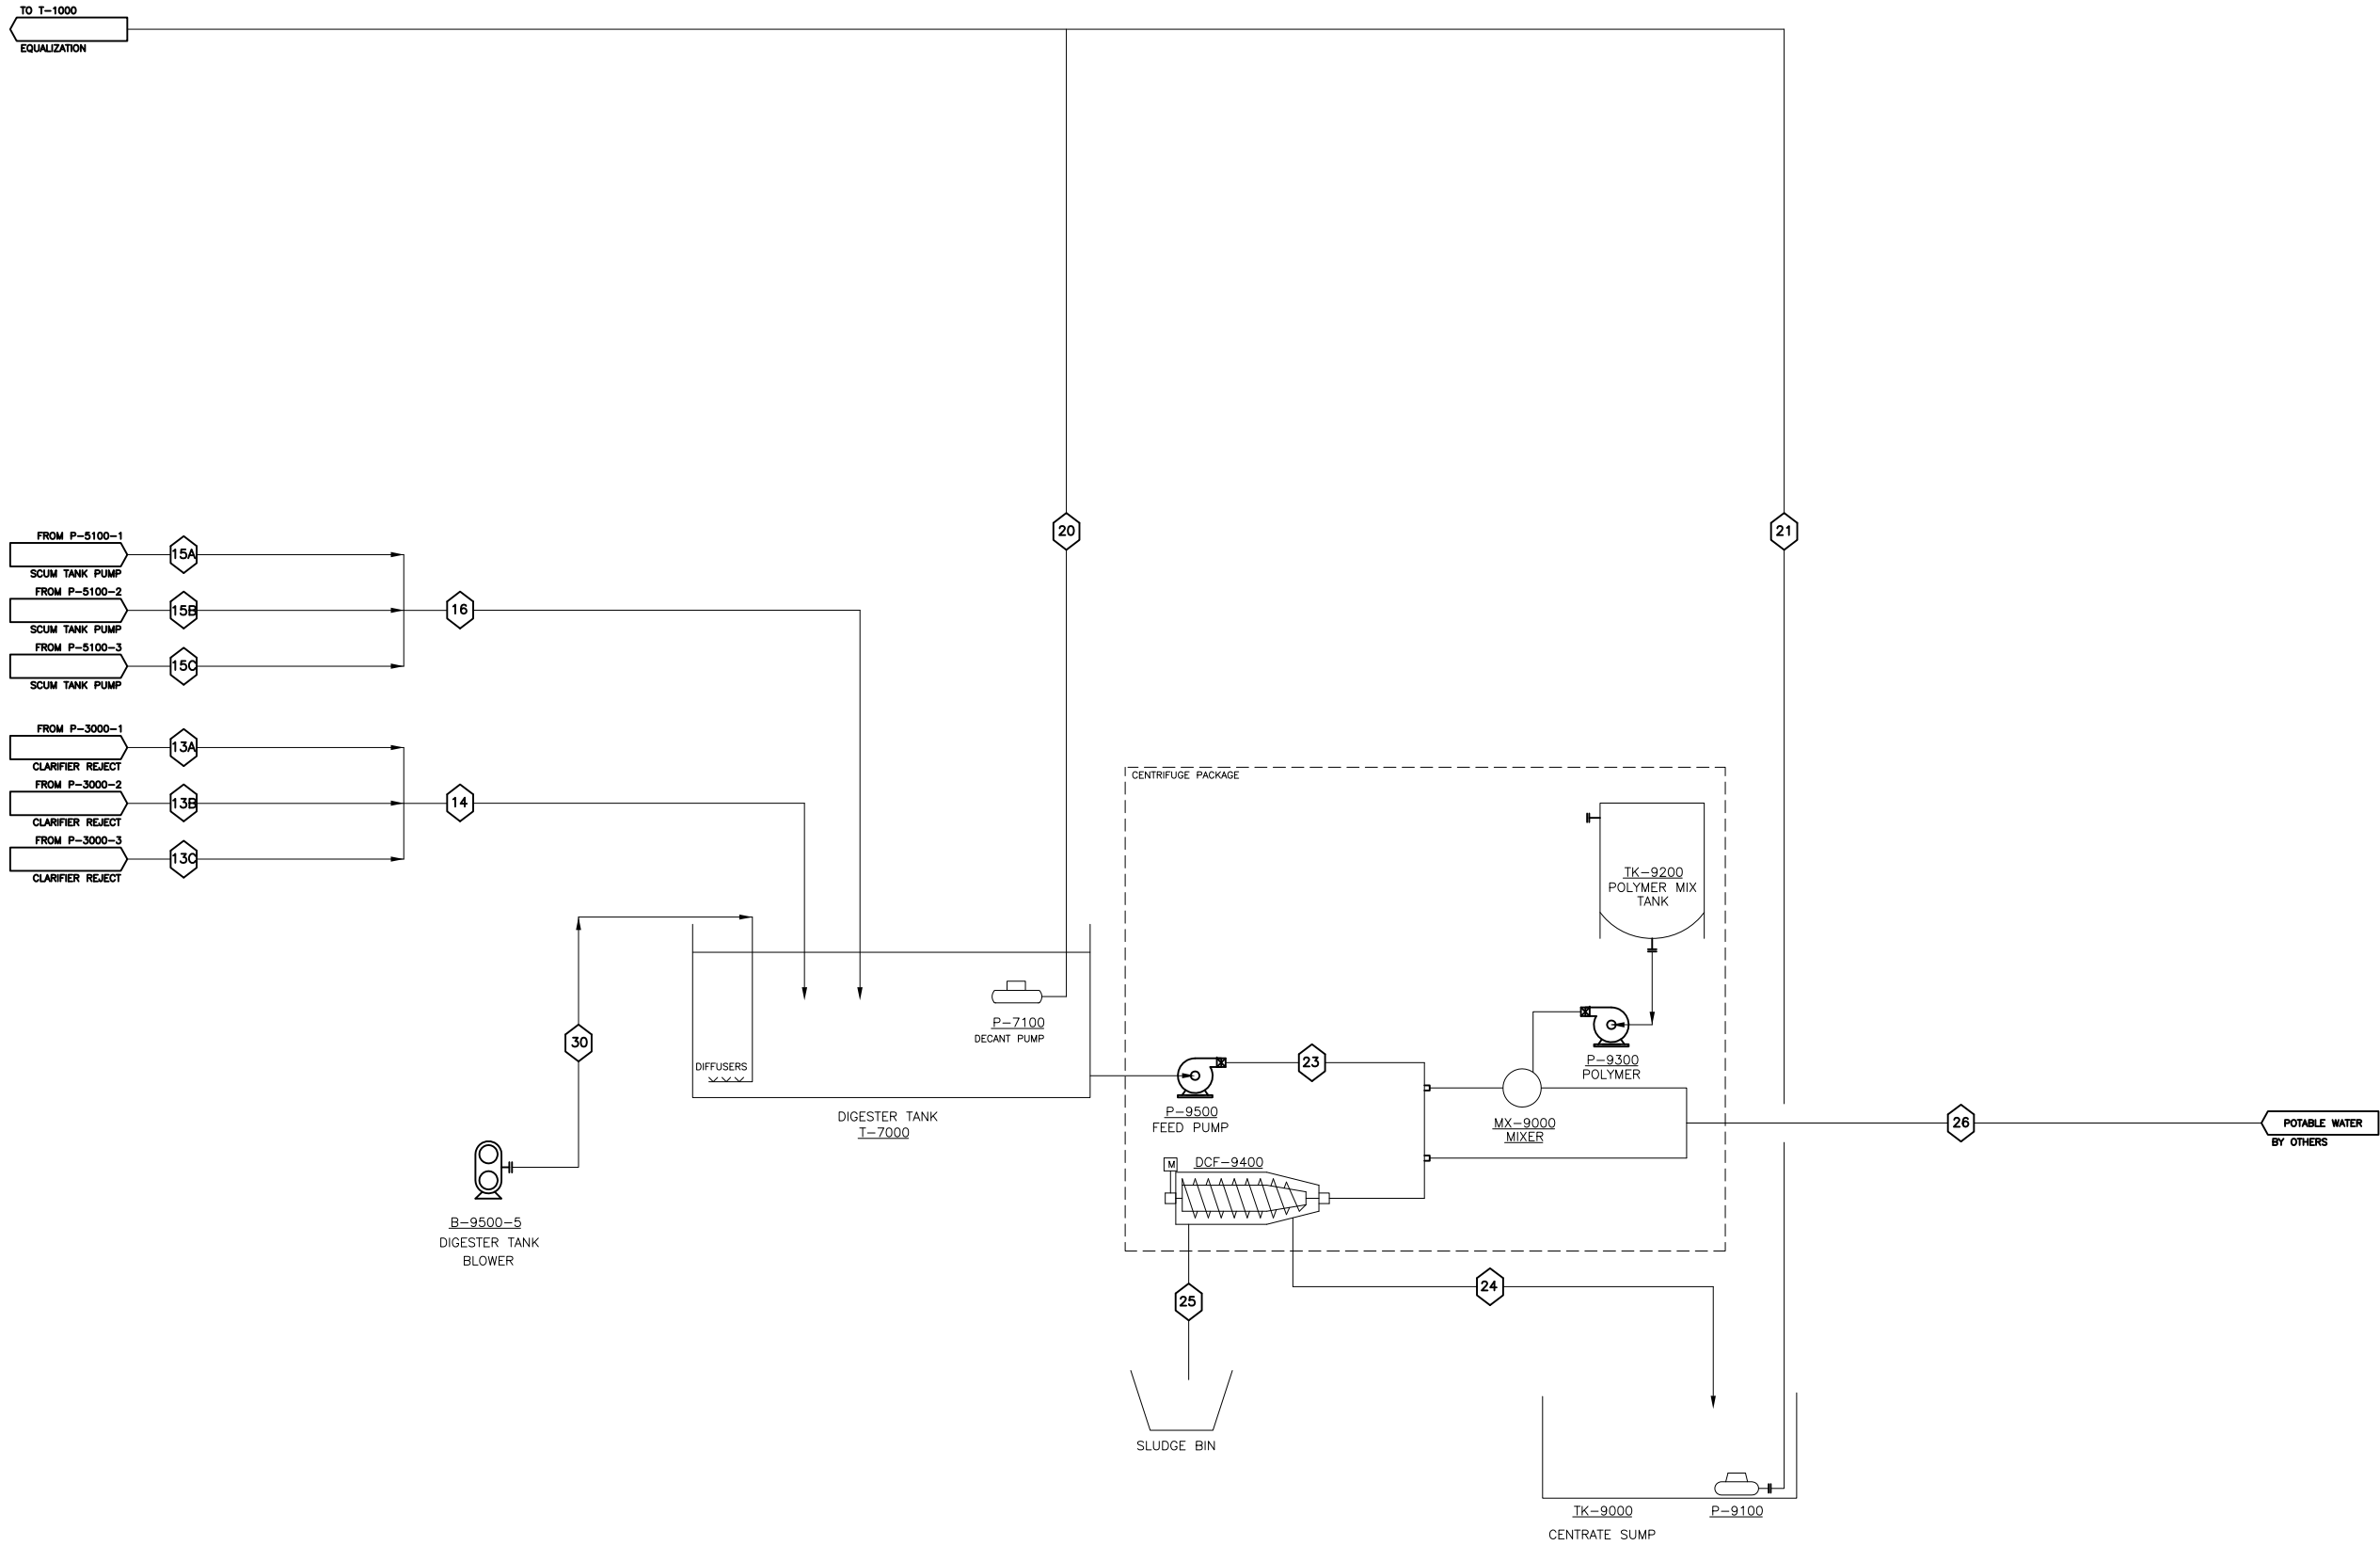 TO T-1000
EQUALIZATION
20
21
FROM P-5100-1
15A
SCUM TANK PUMP
FROM P-5100-2
15B
16
SCUM TANK PUMP
FROM P-5100-3
15C
SCUM TANK PUMP
FROM P-3000-1
13A
CLARIFIER REJECT
FROM P-3000-2
13B
14
CLARIFIER REJECT
FROM P-3000-3
13C
CLARIFIER REJECT
CENTRIFUGE PACKAGE
TK-9200
POLYMER MIX
TANK
P-7100
DECANT PUMP
30
DIFFUSERS
23
P-9300
POLYMER
DIGESTER TANK
T-7000
P-9500
FEED PUMP
MX-9000
MIXER
26
POTABLE WATER
BY OTHERS
M
DCF-9400
B-9500-5
DIGESTER TANK
BLOWER
24
25
SLUDGE BIN
TK-9000
P-9100
CENTRATE SUMP